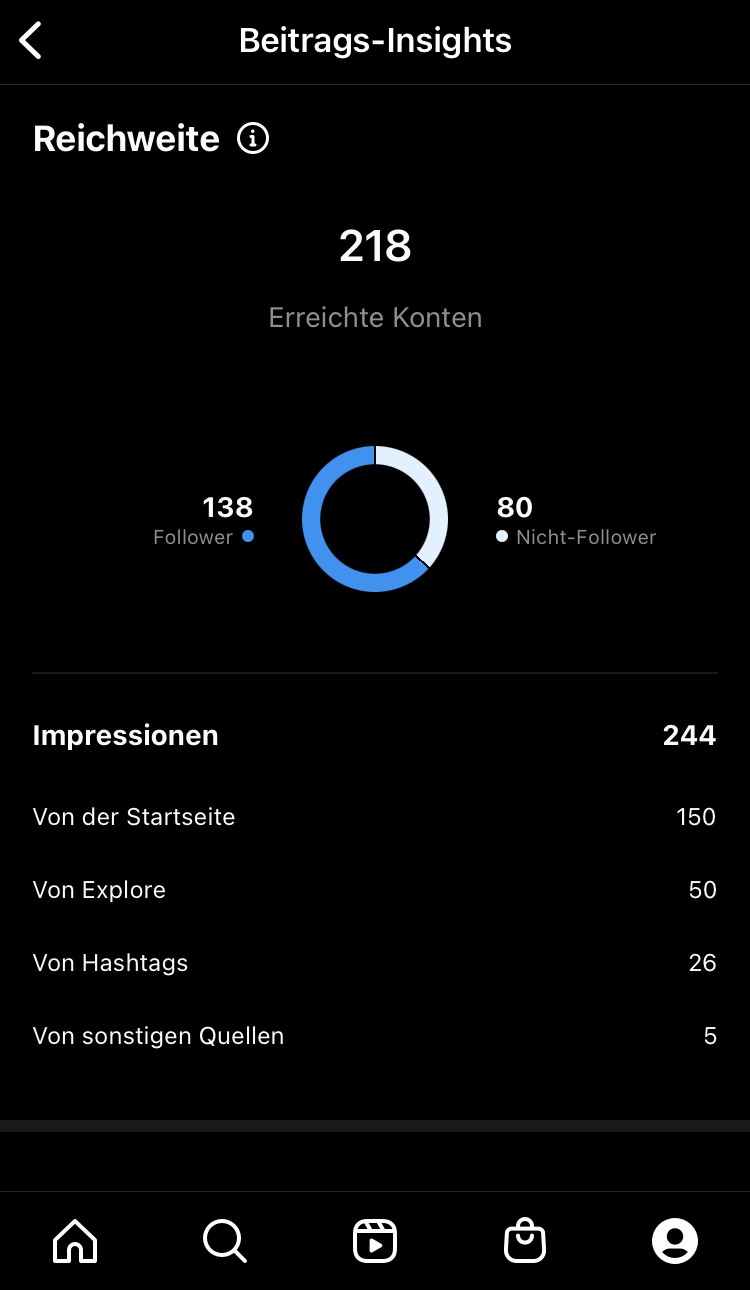 Beitrags-Insights
Reichweite
218
Erreichte Konten
138
Follower
80
Nicht-Follower
Impressionen 244
Von der Startseite 150
Von Explore 50
Von Hashtags 26
Von sonstigen Quellen 5